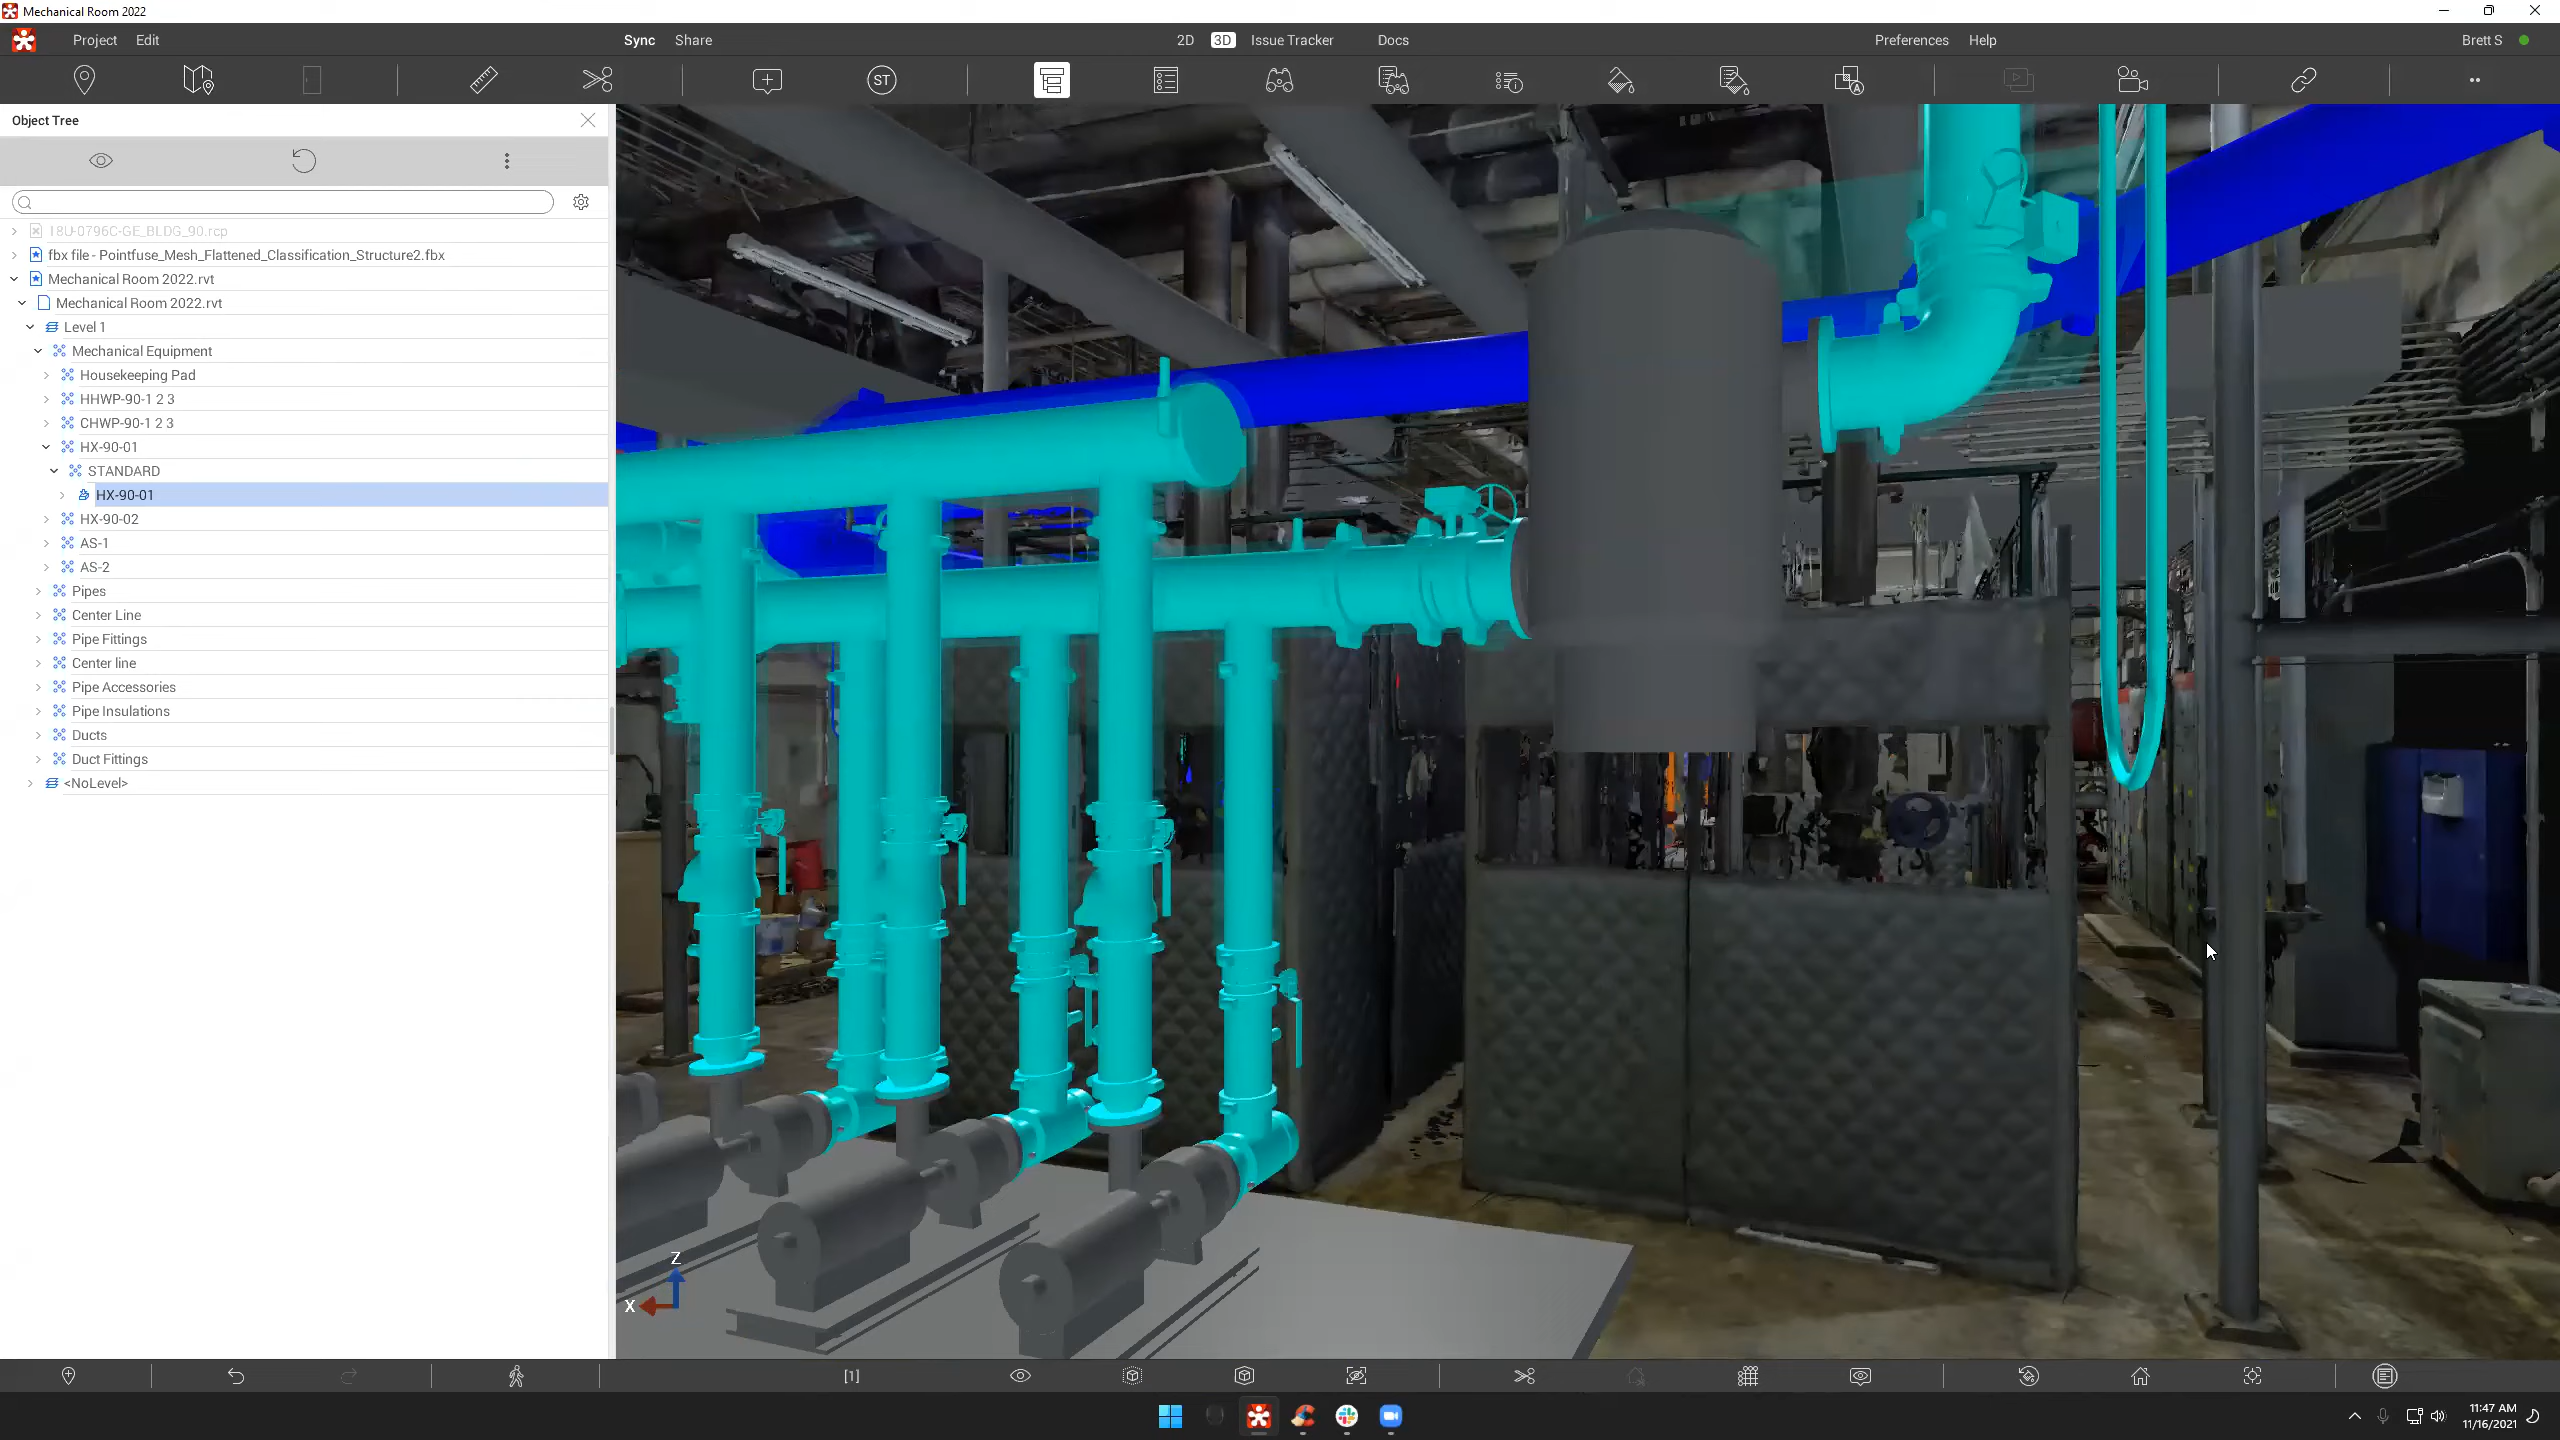 Mechanical Room 2022
Project Edit Sync Share 2D 3D Issue Tracker Docs Preferences Help Brett S
ST
Object Tree
18U-0796C-GE_BLDG_90.rcp
fbx file - Pointfuse_Mesh_Flattened_Classification_Structure2.fbx
Mechanical Room 2022.rvt
Mechanical Room 2022.rvt
Level 1
Mechanical Equipment
Housekeeping Pad
HHWP-90-1 2 3
CHWP-90-1 2 3
HX-90-01
STANDARD
HX-90-01
HX-90-02
AS-1
AS-2
Pipes
Center Line
Pipe Fittings
Center line
Pipe Accessories
Pipe Insulations
Ducts
Duct Fittings
<NoLevel>
Z
X
[1]
11:47 AM
11/16/2021